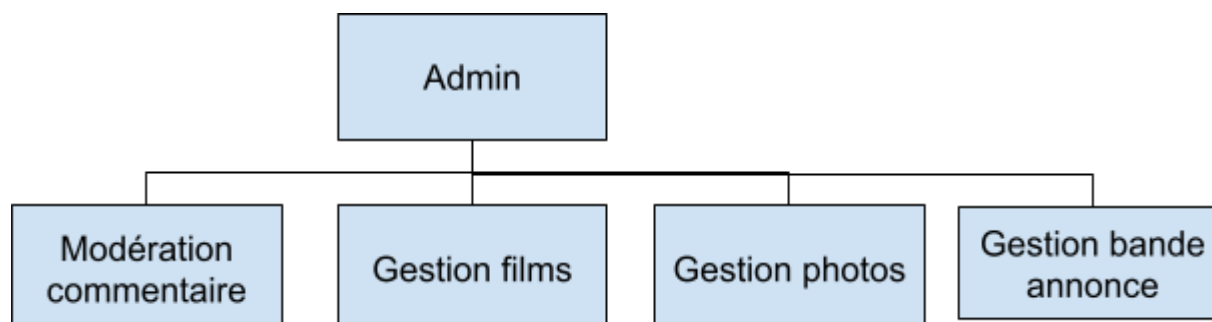 Admin
Modération
commentaire
Gestion films
Gestion photos
Gestion bande
annonce